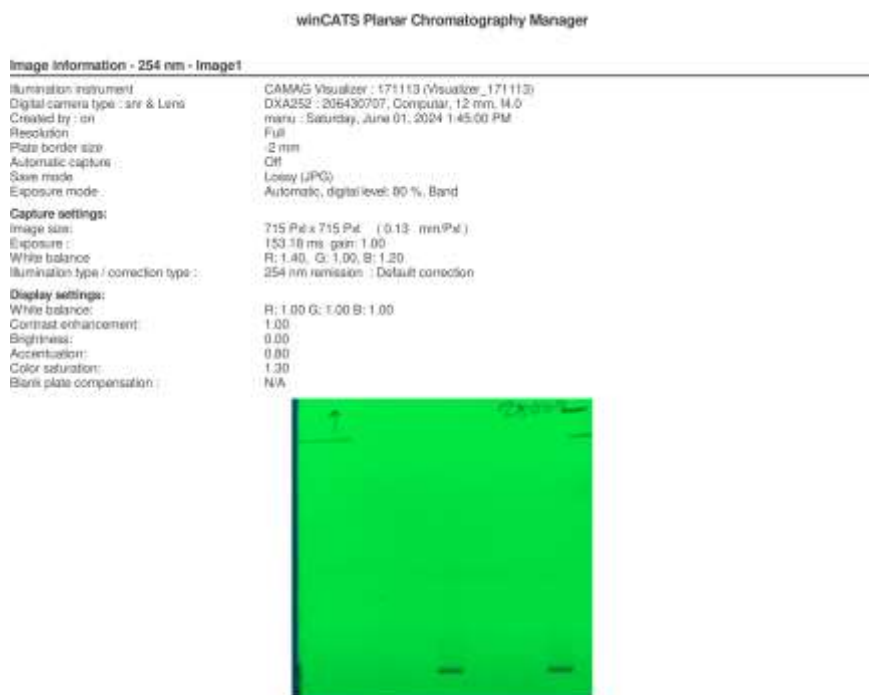 winCATS Planar Chromatography Manager
Image Information - 254 nm - Image1
Illumination instrument : CAMAG Visualizer : 171113 (Visualizer_171113)
Digital camera type : snr & Lens DXA252 : 206430707, Computar, 12 mm, f4.0
Created by : on manu : Saturday, June 01, 2024 1:45:00 PM
Resolution Full
Plate border size -2 mm
Automatic capture Off
Save mode Lossy (JPG)
Exposure mode Automatic, digital level: 80 %, Band
Capture settings:
Image size: 715 Pxl x 715 Pxl ( 0.13 mm/Pxl )
Exposure : 153.18 ms gain: 1.00
White balance R: 1.40, G: 1.00, B: 1.20
Illumination type / correction type : 254 nm remission : Default correction
Display settings:
White balance: R: 1.00 G: 1.00 B: 1.00
Contrast enhancement: 1.00
Brightness: 0.00
Accentuation: 0.80
Color saturation: 1.30
Blank plate compensation : N/A